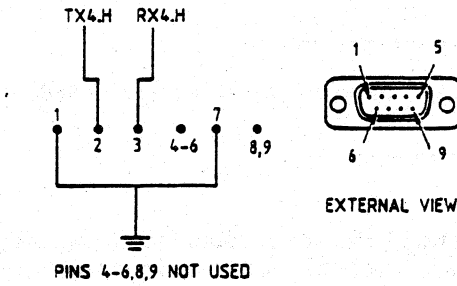 TX4.H RX4.H
1 7
2 3 4-6 8,9
PINS 4-6,8,9 NOT USED
1 5
6 9
EXTERNAL VIEW